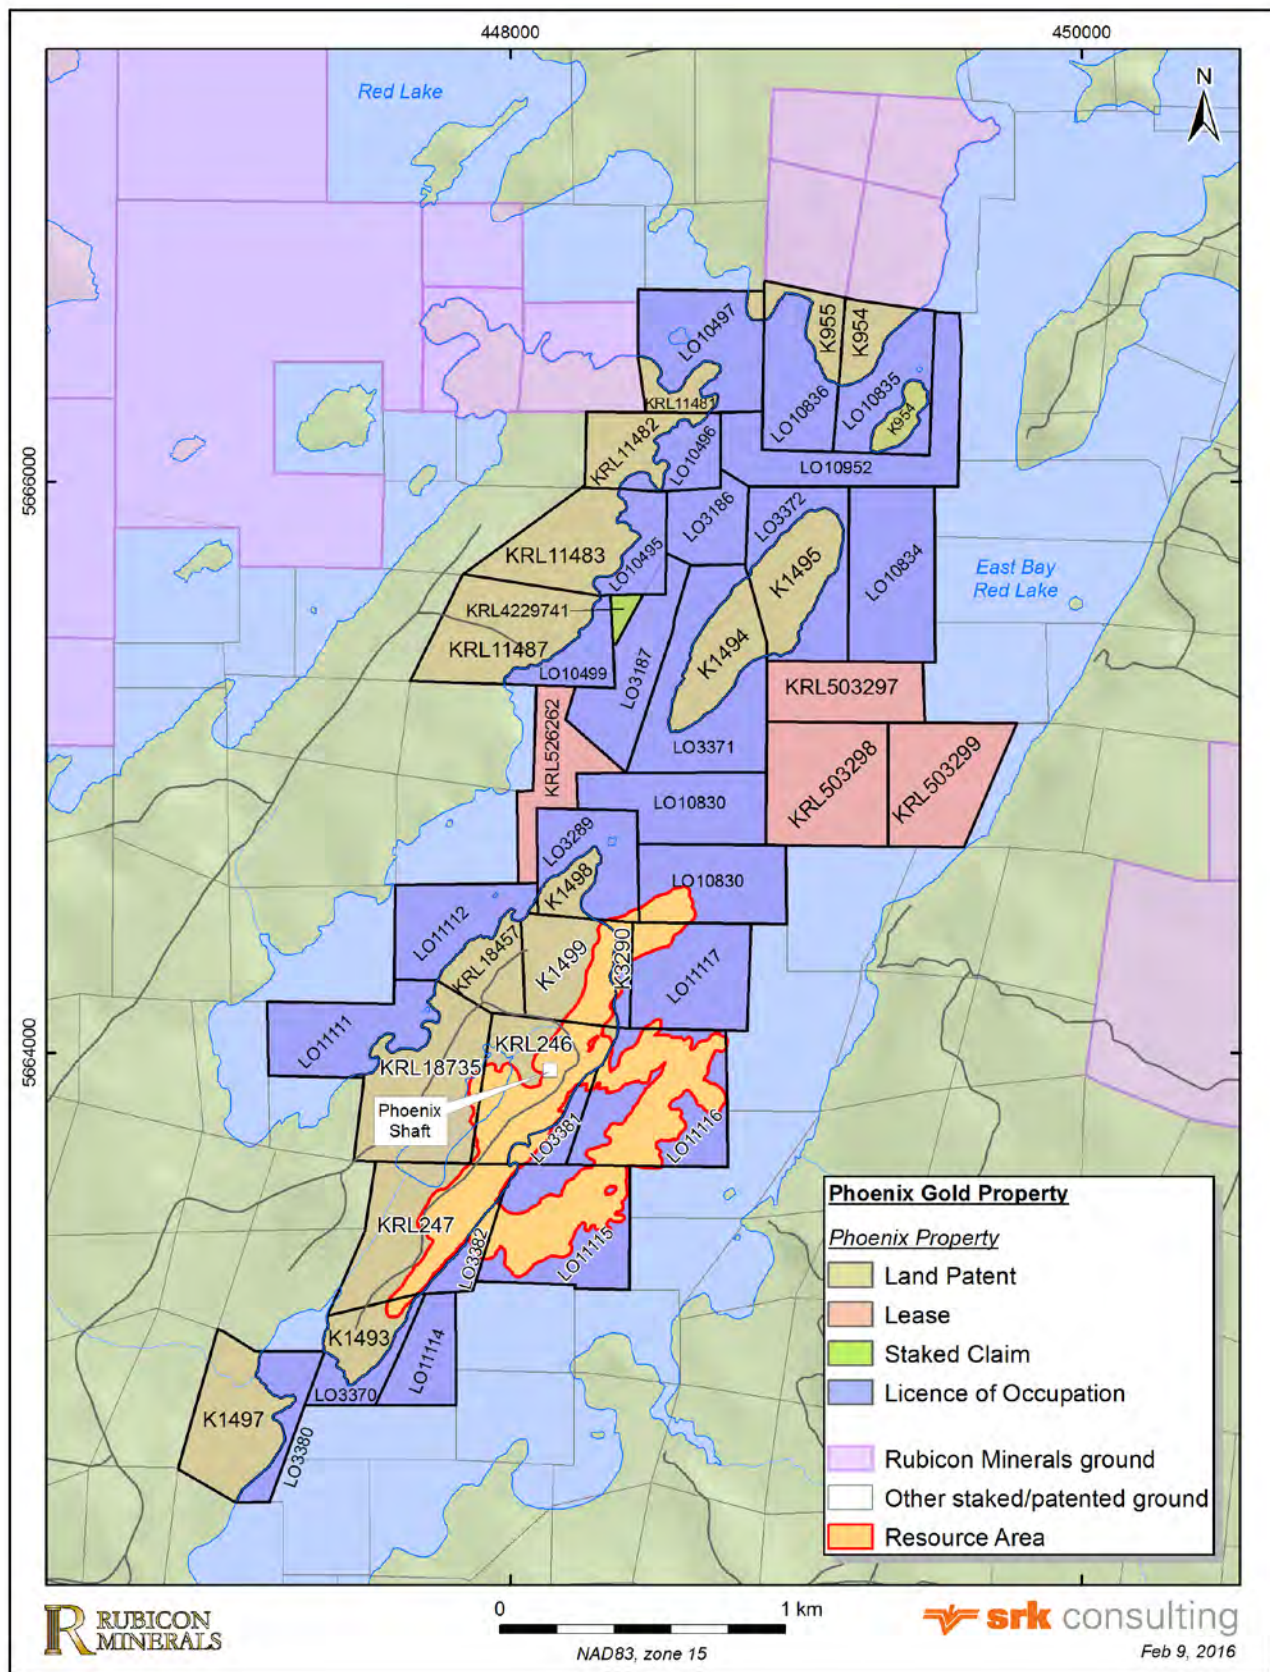 448000
450000
Red Lake
N
K955
K954
LO10497
LO10836
LO10835
K954
KRL11481
KRL11482
LO10496
LO10952
5666000
LO3186
LO3372
KRL11483
LO10495
K1495
LO10834
East Bay
Red Lake
KRL4229741
KRL11487
K1494
LO10499
LO3187
KRL503297
KRL526262
LO3371
KRL503298
KRL503299
LO10830
LO3289
K1498
LO10830
LO11112
KRL18457
K1499
K3290
LO11117
LO11111
5664000
KRL246
KRL18735
Phoenix
Shaft
LO3381
LO11116
KRL247
LO3382
LO11115
K1493
LO11114
LO3370
K1497
LO3380
Phoenix Gold Property
Phoenix Property
Land Patent
Lease
Staked Claim
Licence of Occupation
Rubicon Minerals ground
Other staked/patented ground
Resource Area
R RUBICON
MINERALS
0 1 km
NAD83, zone 15
srk consulting
Feb 9, 2016